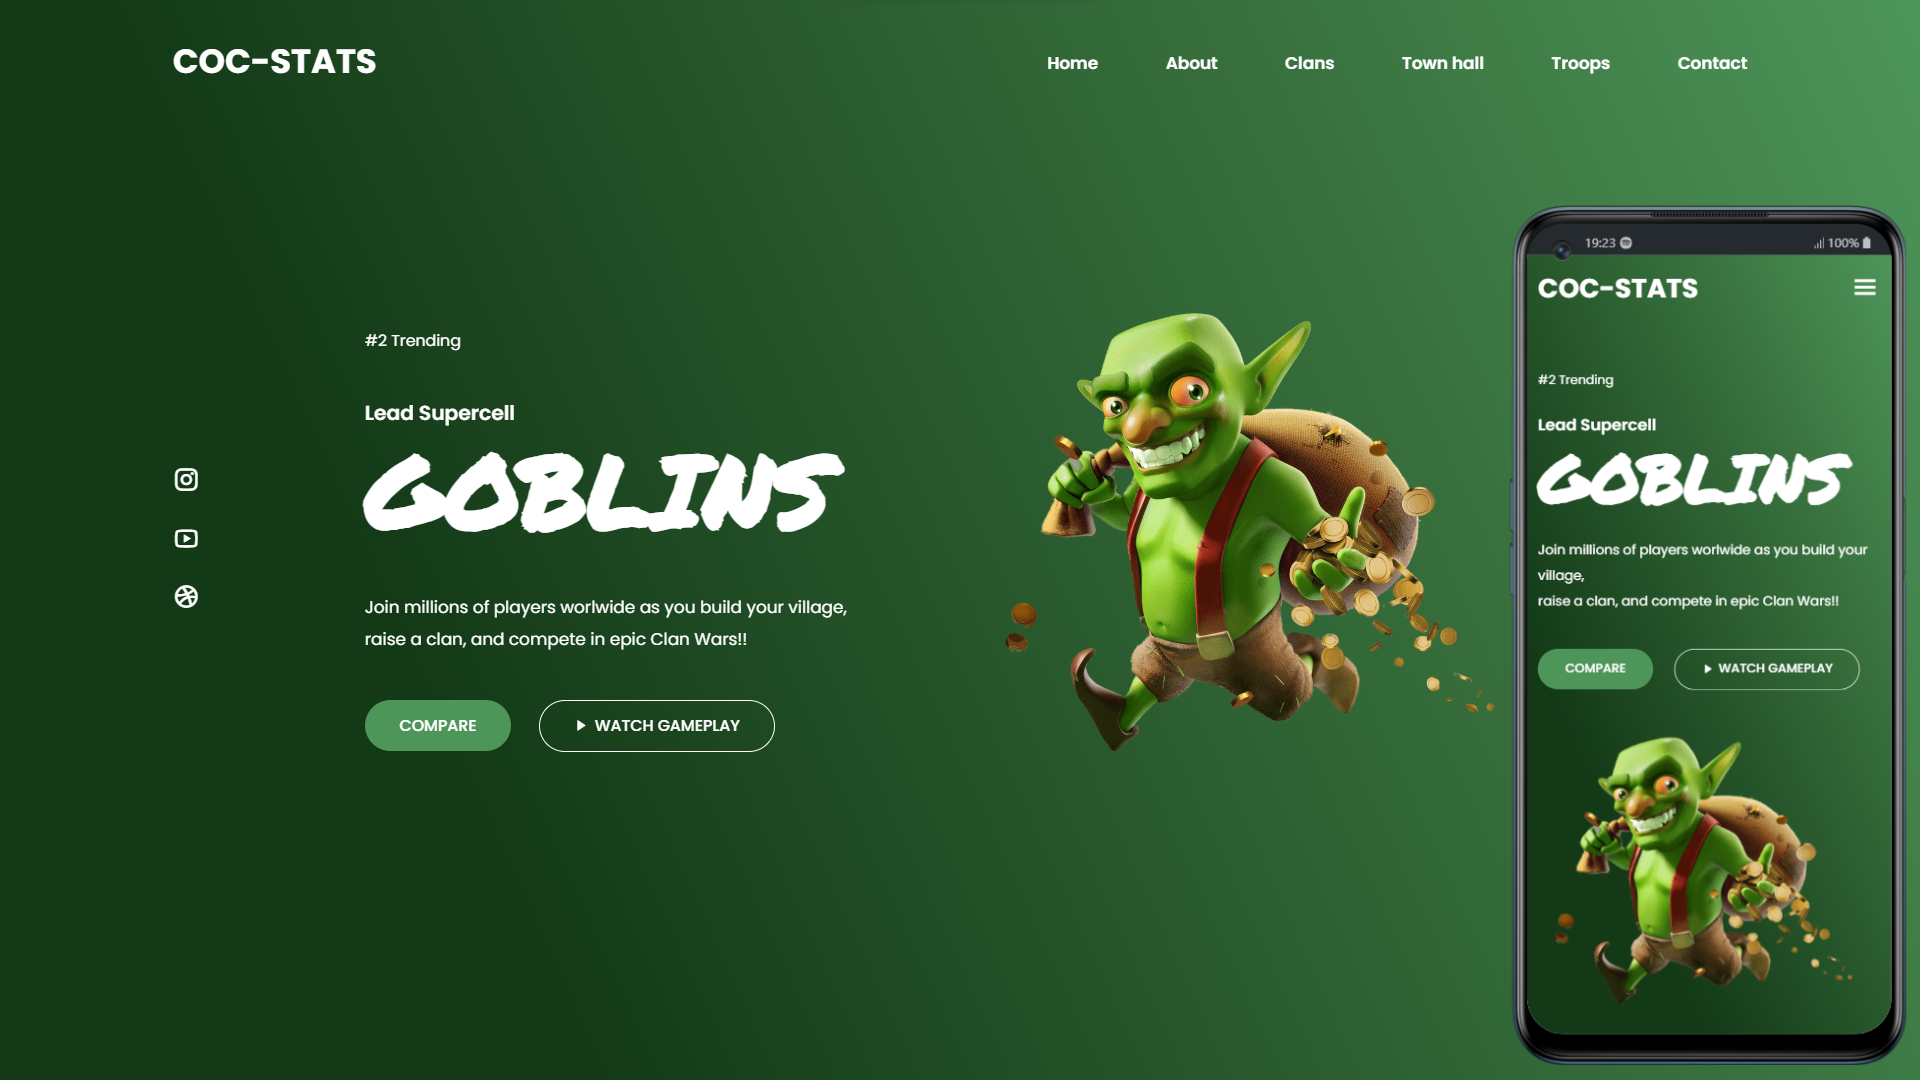 COC-STATS
Home About Clans Town hall Troops Contact
#2 Trending
Lead Supercell
GOBLINS
Join millions of players worlwide as you build your village,
raise a clan, and compete in epic Clan Wars!!
COMPARE
WATCH GAMEPLAY
19:23
100%
COC-STATS
#2 Trending
Lead Supercell
GOBLINS
Join millions of players worlwide as you build your
village,
raise a clan, and compete in epic Clan Wars!!
COMPARE
WATCH GAMEPLAY